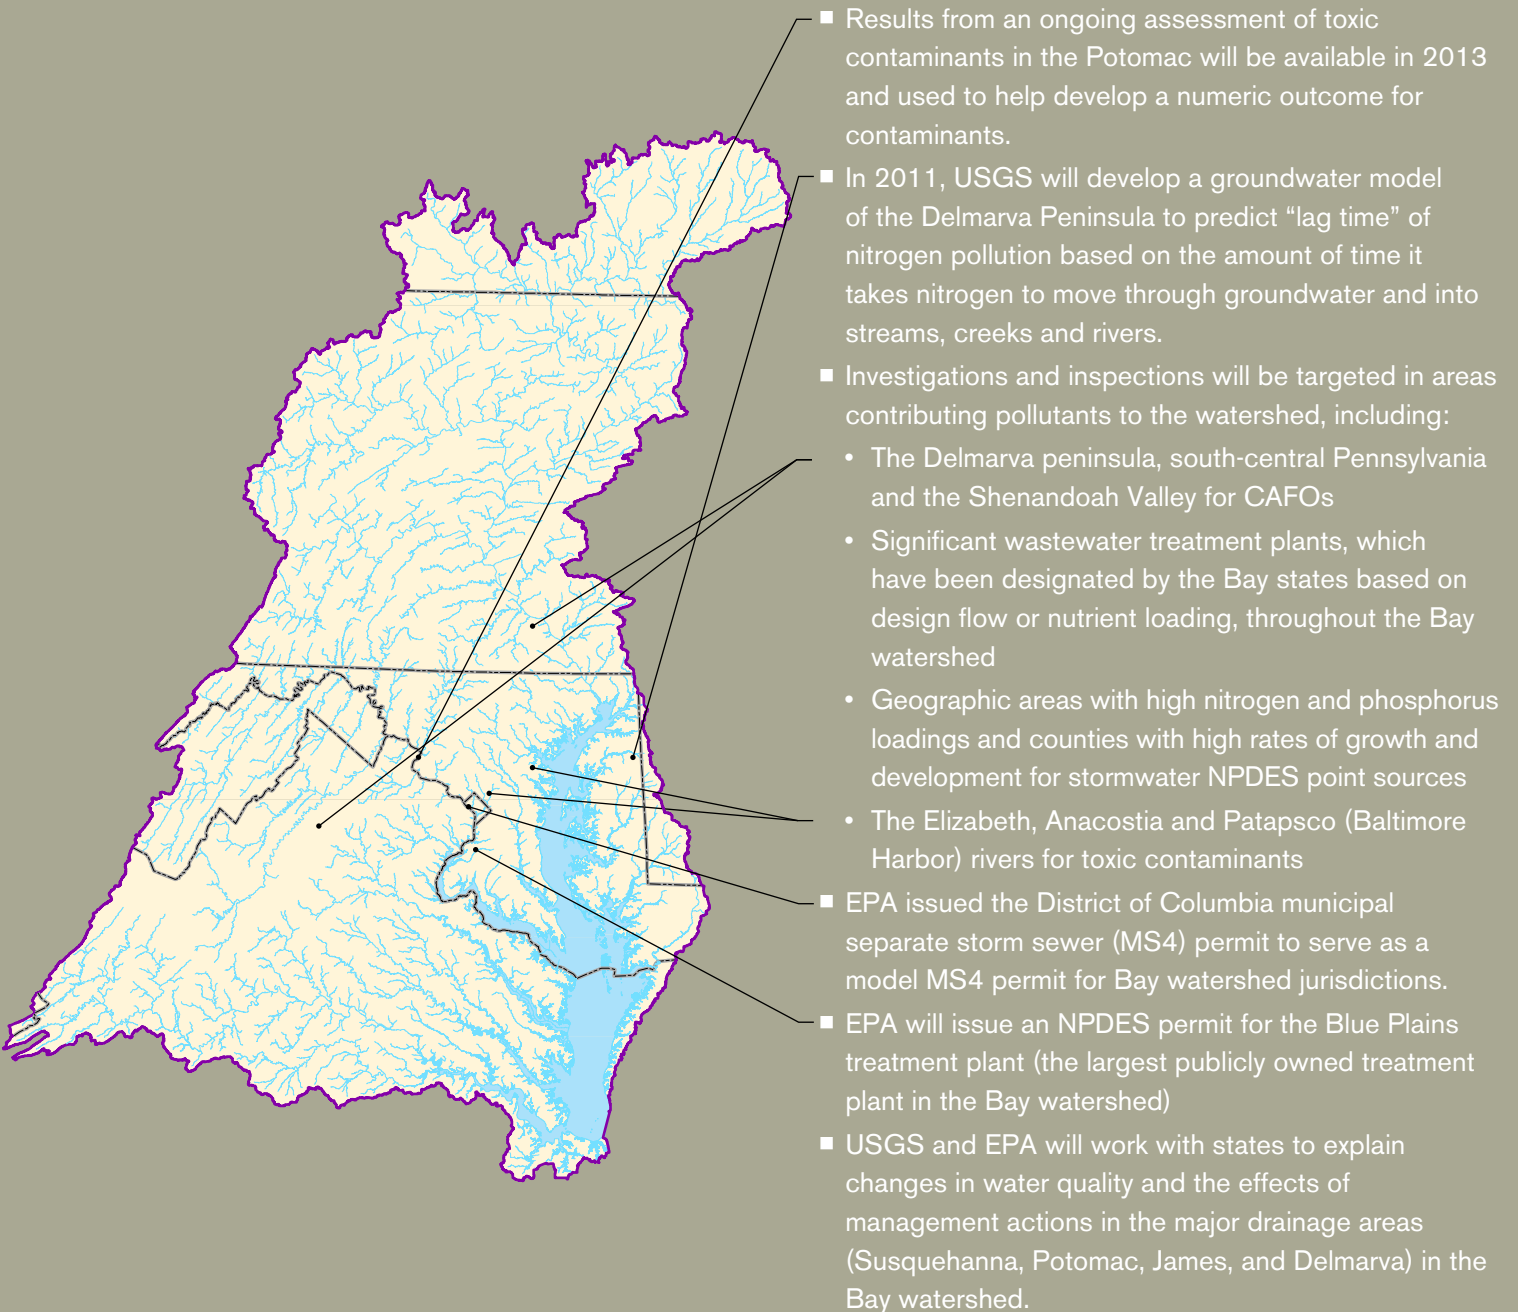 ■ Results from an ongoing assessment of toxic
contaminants in the Potomac will be available in 2013
and used to help develop a numeric outcome for
contaminants.
■ In 2011, USGS will develop a groundwater model
of the Delmarva Peninsula to predict “lag time” of
nitrogen pollution based on the amount of time it
takes nitrogen to move through groundwater and into
streams, creeks and rivers.
■ Investigations and inspections will be targeted in areas
contributing pollutants to the watershed, including:
• The Delmarva peninsula, south-central Pennsylvania
and the Shenandoah Valley for CAFOs
• Significant wastewater treatment plants, which
have been designated by the Bay states based on
design flow or nutrient loading, throughout the Bay
watershed
• Geographic areas with high nitrogen and phosphorus
loadings and counties with high rates of growth and
development for stormwater NPDES point sources
• The Elizabeth, Anacostia and Patapsco (Baltimore
Harbor) rivers for toxic contaminants
■ EPA issued the District of Columbia municipal
separate storm sewer (MS4) permit to serve as a
model MS4 permit for Bay watershed jurisdictions.
■ EPA will issue an NPDES permit for the Blue Plains
treatment plant (the largest publicly owned treatment
plant in the Bay watershed)
■ USGS and EPA will work with states to explain
changes in water quality and the effects of
management actions in the major drainage areas
(Susquehanna, Potomac, James, and Delmarva) in the
Bay watershed.